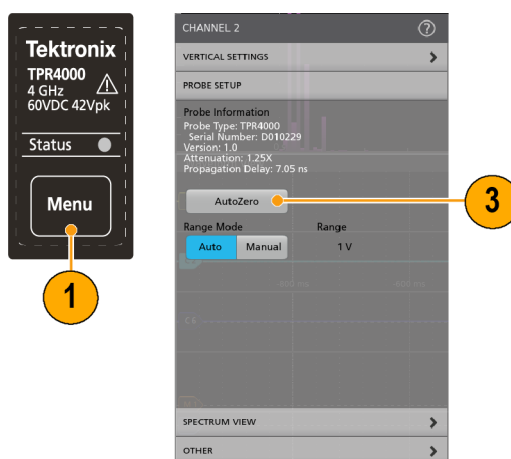 Tektronix
TPR4000
4 GHz
60VDC 42Vpk
Status
Menu
1
CHANNEL 2
?
VERTICAL SETTINGS
PROBE SETUP
Probe Information
Probe Type: TPR4000
Serial Number: D010229
Version: 1.0
Attenuation: 1.25X
Propagation Delay: 7.05 ns
AutoZero
3
Range Mode Range
Auto Manual 1 V
-800 ms
SPECTRUM VIEW
OTHER